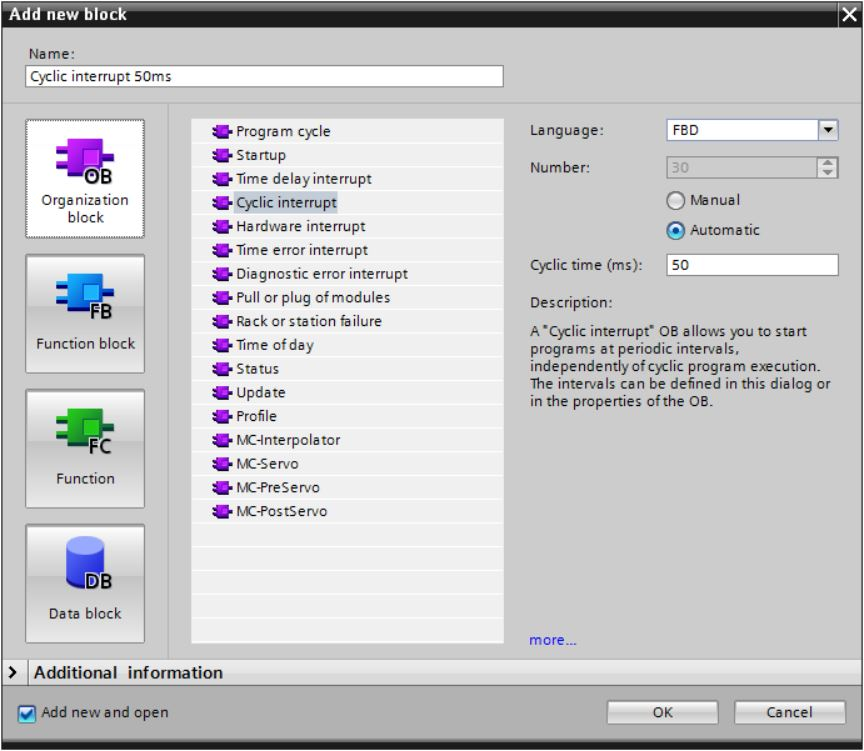 Add new block
Name:
Cyclic interrupt 50ms
OB
Organization
block
FB
Function block
FC
Function
DB
Data block
Program cycle
Startup
Time delay interrupt
Cyclic interrupt
Hardware interrupt
Time error interrupt
Diagnostic error interrupt
Pull or plug of modules
Rack or station failure
Time of day
Status
Update
Profile
MC-Interpolator
MC-Servo
MC-PreServo
MC-PostServo
Language:
FBD
Number:
30
Manual
Automatic
Cyclic time (ms):
50
Description:
A "Cyclic interrupt" OB allows you to start
programs at periodic intervals,
independently of cyclic program execution.
The intervals can be defined in this dialog or
in the properties of the OB.
more...
Additional information
Add new and open
OK
Cancel